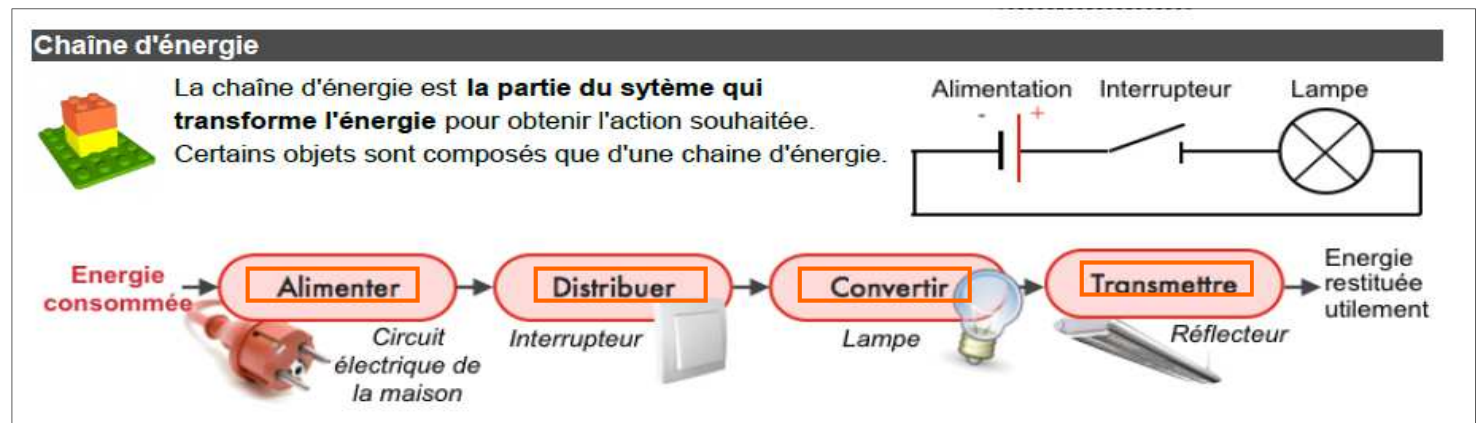 Chaîne d'énergie
La chaîne d'énergie est la partie du sytème qui
transforme l'énergie pour obtenir l'action souhaitée.
Certains objets sont composés que d'une chaine d'énergie.
Alimentation Interrupteur Lampe
- +
Energie
consommée
Alimenter
Circuit
électrique de
la maison
Distribuer
Interrupteur
Convertir
Lampe
Transmettre
Réflecteur
Energie
restituée
utilement